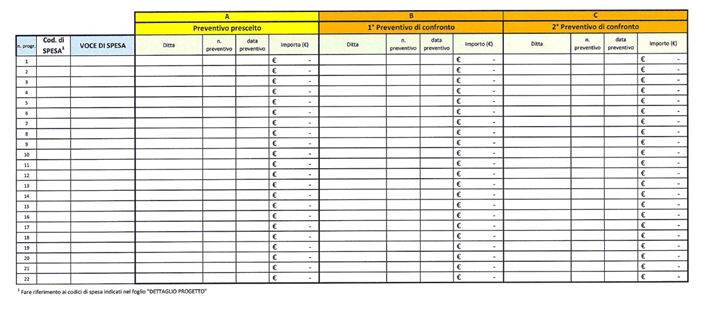 A B C
Preventivo prescelto 1° Preventivo di confronto 2° Preventivo di confronto
n. progr. Cod. di SPESA¹ VOCE DI SPESA Ditta n. preventivo data preventivo Importo (€) Ditta n. preventivo data preventivo Importo (€) Ditta n. preventivo data preventivo Importo (€)
1 € - € - € -
2 € - € - € -
3 € - € - € -
4 € - € - € -
5 € - € - € -
6 € - € - € -
7 € - € - € -
8 € - € - € -
9 € - € - € -
10 € - € - € -
11 € - € - € -
12 € - € - € -
13 € - € - € -
14 € - € - € -
15 € - € - € -
16 € - € - € -
17 € - € - € -
18 € - € - € -
19 € - € - € -
20 € - € - € -
21 € - € - € -
22 € - € - € -
¹ Fare riferimento ai codici di spesa indicati nel foglio "DETTAGLIO PROGETTO"